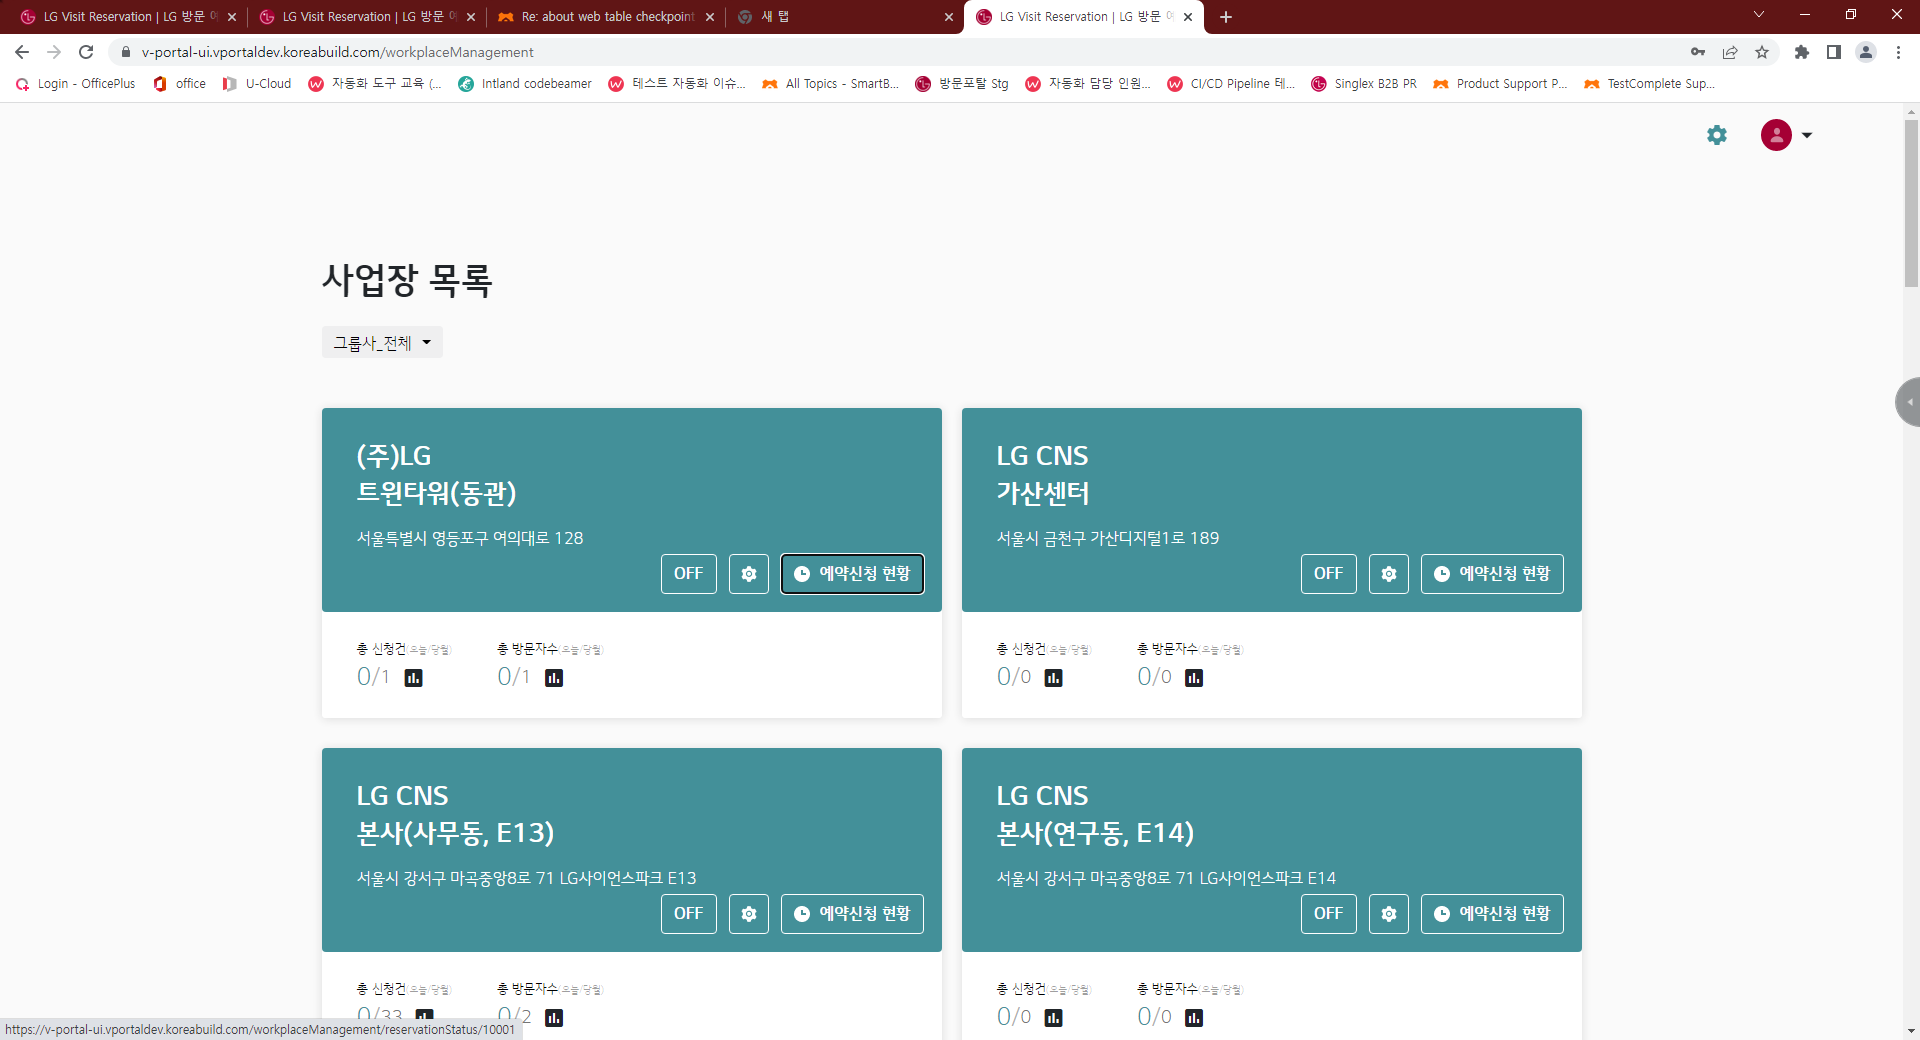 LG Visit Reservation | LG 방문
LG Visit Reservation | LG 방문
Re: about web table checkpoint
새 탭
LG Visit Reservation | LG 방문
v-portal-ui.vportaldev.koreabuild.com/workplaceManagement
Login - OfficePlus
office
U-Cloud
자동화 도구 교육 (...
Intland codebeamer
테스트 자동화 이슈...
All Topics - SmartB...
방문포탈 Stg
자동화 담당 인원...
CI/CD Pipeline 테...
Singlex B2B PR
Product Support P...
TestComplete Sup...
사업장 목록
그룹사_전체
(주)LG
트윈타워(동관)
서울특별시 영등포구 여의대로 128
OFF
예약신청 현황
총 신청건(오늘/당월)
0/1
총 방문자수(오늘/당월)
0/1
LG CNS
가산센터
서울시 금천구 가산디지털1로 189
OFF
예약신청 현황
총 신청건(오늘/당월)
0/0
총 방문자수(오늘/당월)
0/0
LG CNS
본사(사무동, E13)
서울시 강서구 마곡중앙8로 71 LG사이언스파크 E13
OFF
예약신청 현황
총 신청건(오늘/당월)
0/33
총 방문자수(오늘/당월)
0/2
LG CNS
본사(연구동, E14)
서울시 강서구 마곡중앙8로 71 LG사이언스파크 E14
OFF
예약신청 현황
총 신청건(오늘/당월)
0/0
총 방문자수(오늘/당월)
0/0
https://v-portal-ui.vportaldev.koreabuild.com/workplaceManagement/reservationStatus/10001